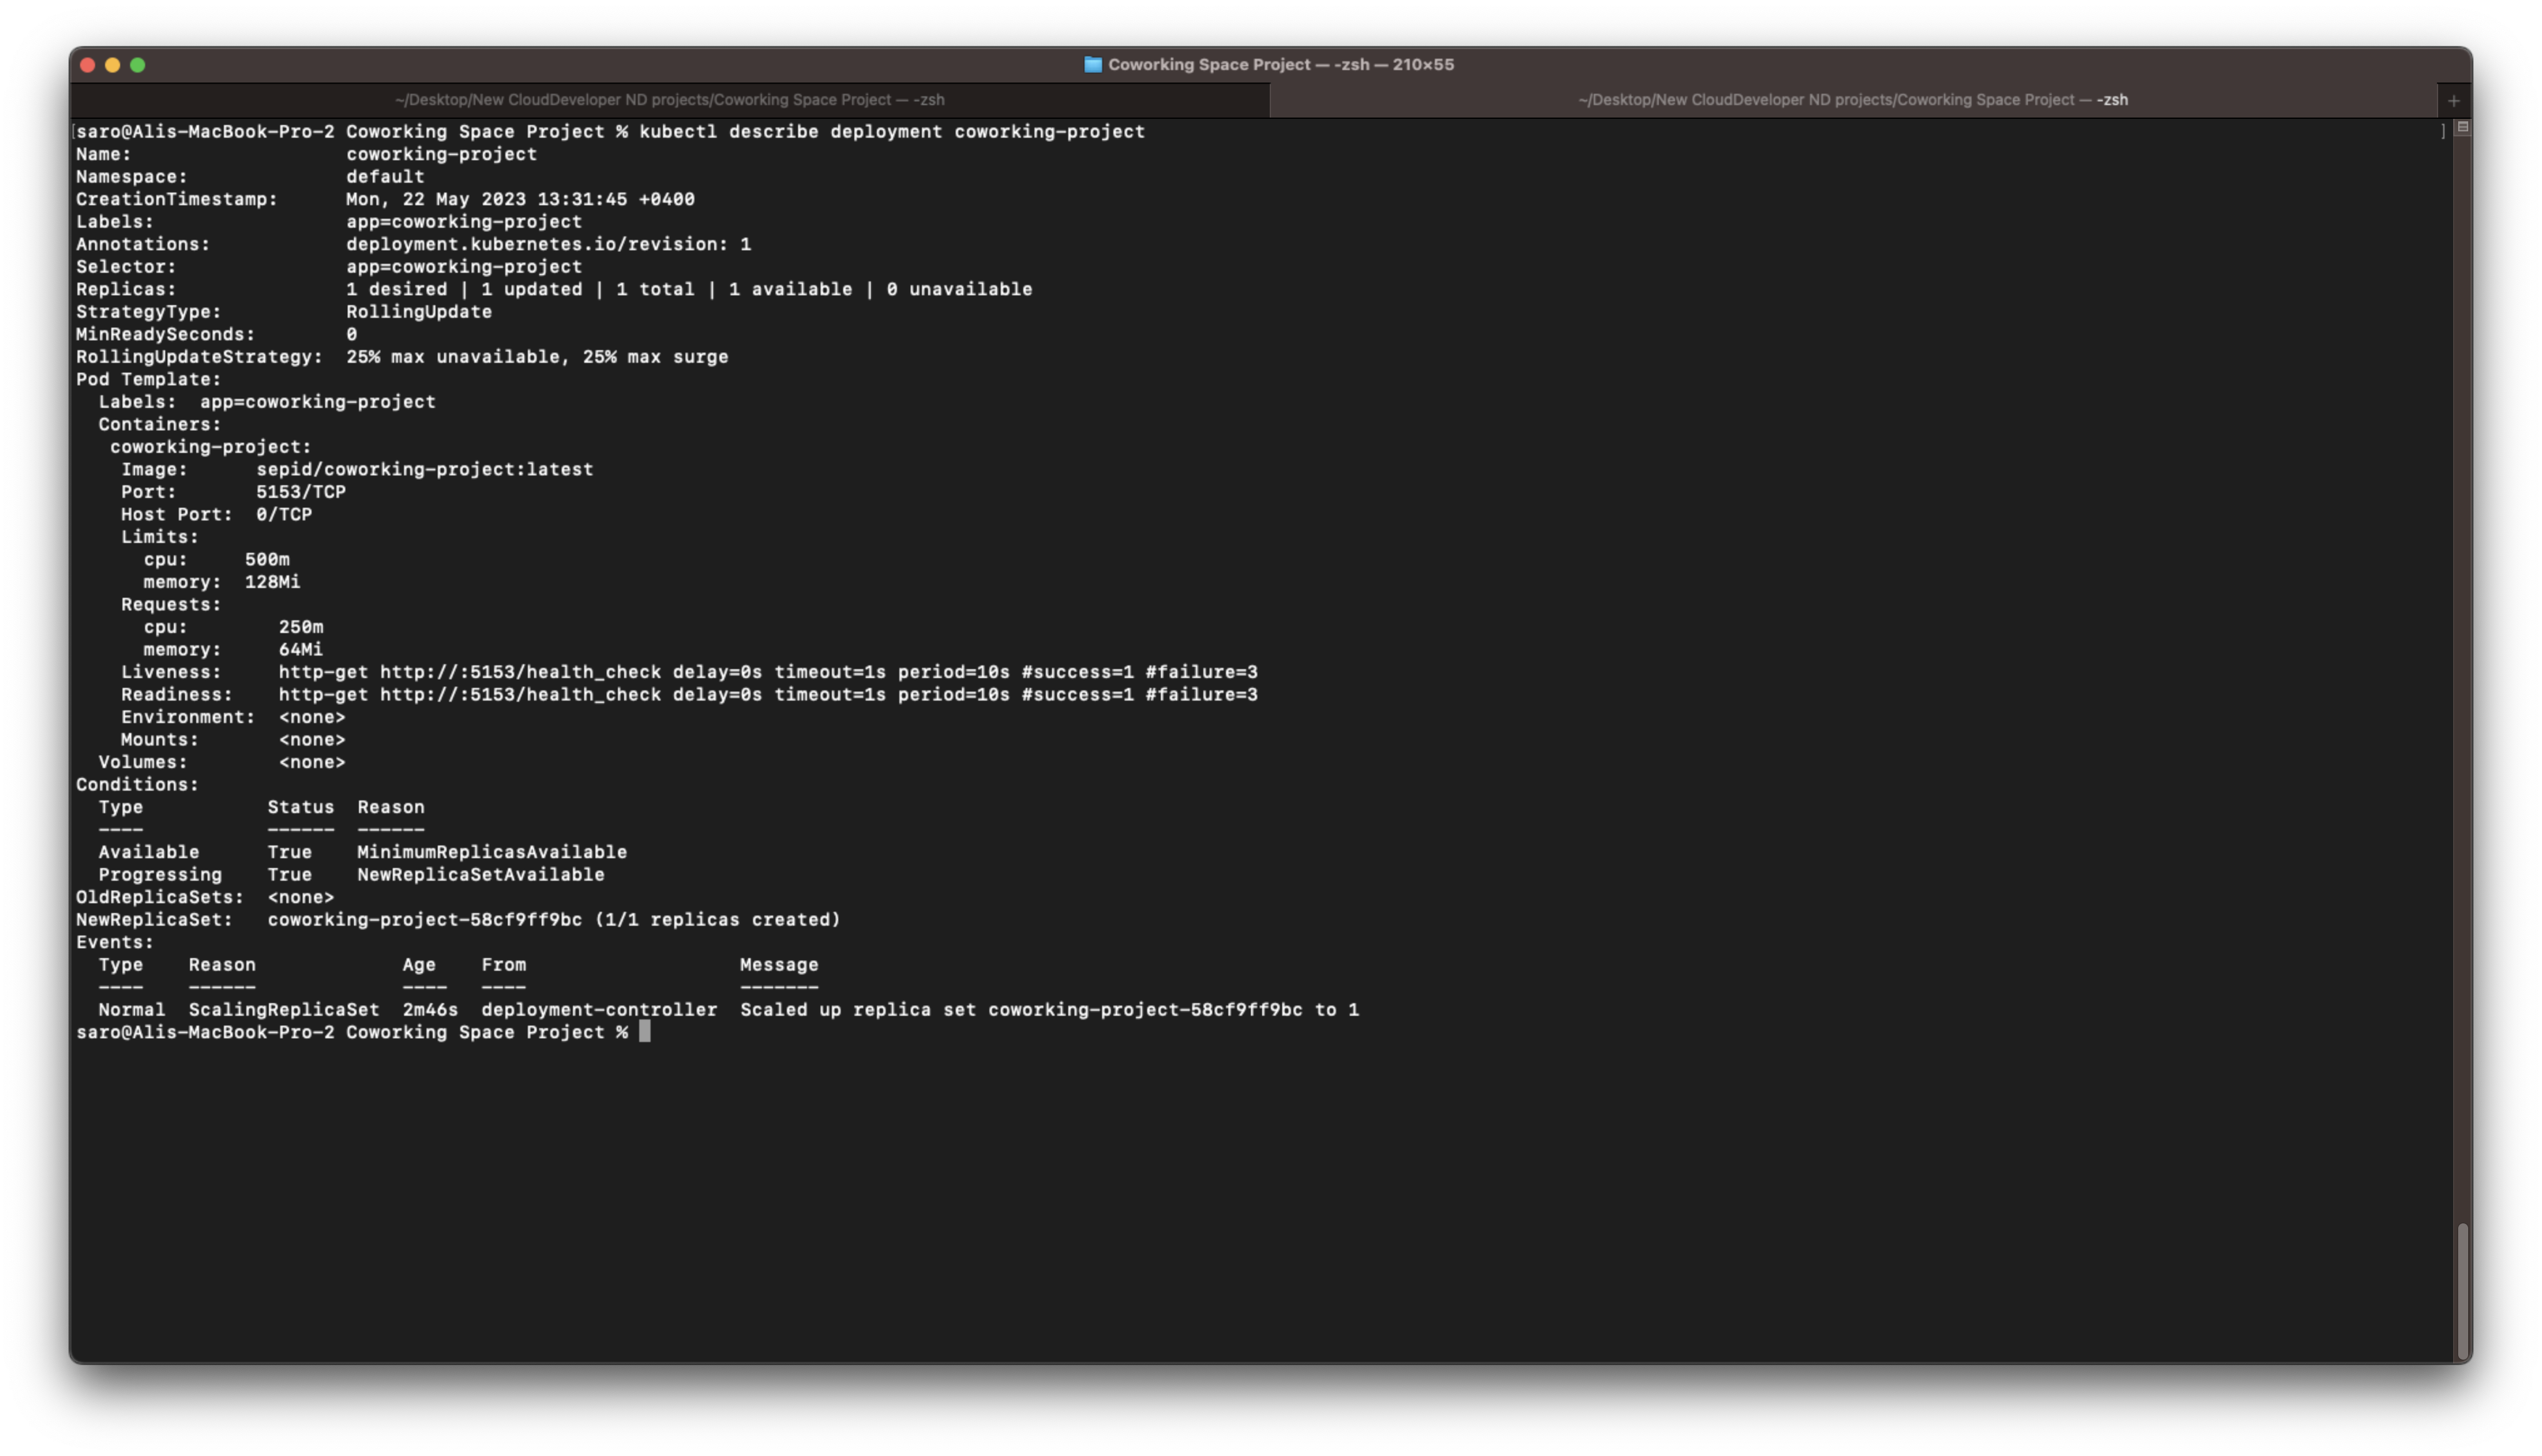 Coworking Space Project — -zsh — 210×55
~/Desktop/New CloudDeveloper ND projects/Coworking Space Project — -zsh
~/Desktop/New CloudDeveloper ND projects/Coworking Space Project — -zsh
+
[saro@Alis-MacBook-Pro-2 Coworking Space Project % kubectl describe deployment coworking-project ]
Name:                   coworking-project
Namespace:              default
CreationTimestamp:      Mon, 22 May 2023 13:31:45 +0400
Labels:                 app=coworking-project
Annotations:            deployment.kubernetes.io/revision: 1
Selector:               app=coworking-project
Replicas:               1 desired | 1 updated | 1 total | 1 available | 0 unavailable
StrategyType:           RollingUpdate
MinReadySeconds:        0
RollingUpdateStrategy:  25% max unavailable, 25% max surge
Pod Template:
  Labels:  app=coworking-project
  Containers:
   coworking-project:
    Image:      sepid/coworking-project:latest
    Port:       5153/TCP
    Host Port:  0/TCP
    Limits:
      cpu:     500m
      memory:  128Mi
    Requests:
      cpu:        250m
      memory:     64Mi
    Liveness:     http-get http://:5153/health_check delay=0s timeout=1s period=10s #success=1 #failure=3
    Readiness:    http-get http://:5153/health_check delay=0s timeout=1s period=10s #success=1 #failure=3
    Environment:  <none>
    Mounts:       <none>
  Volumes:        <none>
Conditions:
  Type           Status  Reason
  ----           ------  ------
  Available      True    MinimumReplicasAvailable
  Progressing    True    NewReplicaSetAvailable
OldReplicaSets:  <none>
NewReplicaSet:   coworking-project-58cf9ff9bc (1/1 replicas created)
Events:
  Type    Reason             Age    From                   Message
  ----    ------             ----   ----                   -------
  Normal  ScalingReplicaSet  2m46s  deployment-controller  Scaled up replica set coworking-project-58cf9ff9bc to 1
saro@Alis-MacBook-Pro-2 Coworking Space Project %